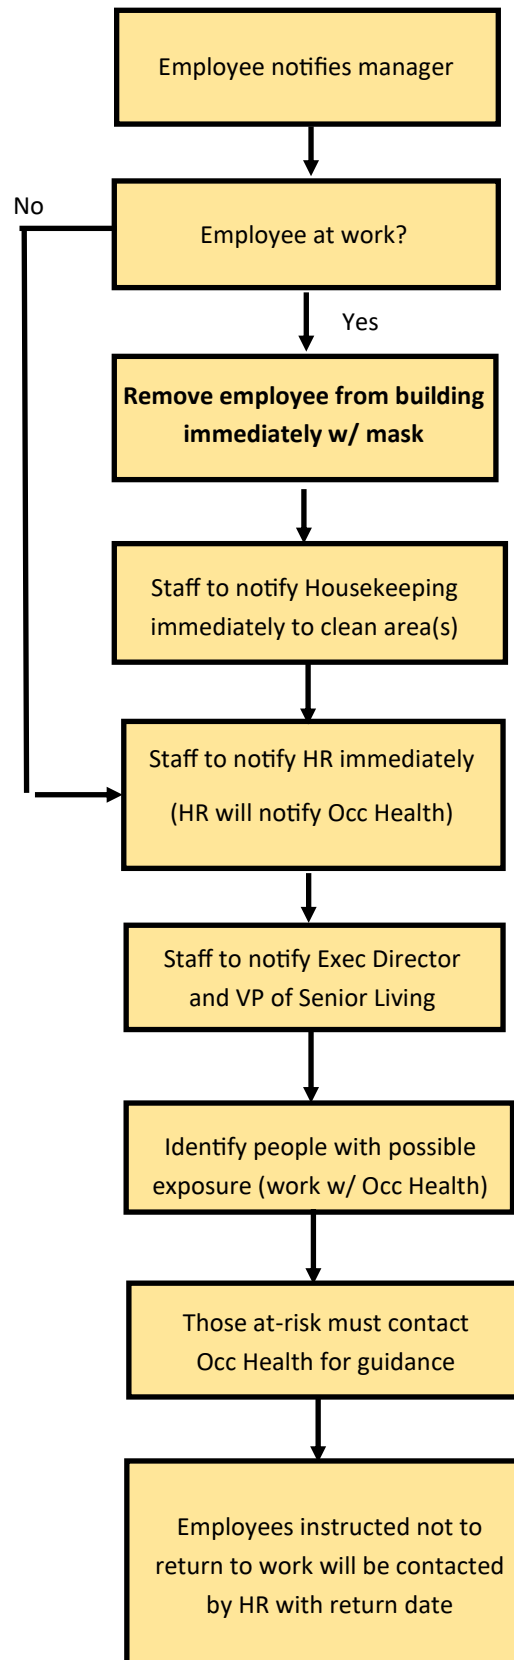 Employee notifies manager
No
Employee at work?
Yes
Remove employee from building
immediately w/ mask
Staff to notify Housekeeping
immediately to clean area(s)
Staff to notify HR immediately
(HR will notify Occ Health)
Staff to notify Exec Director
and VP of Senior Living
Identify people with possible
exposure (work w/ Occ Health)
Those at-risk must contact
Occ Health for guidance
Employees instructed not to
return to work will be contacted
by HR with return date